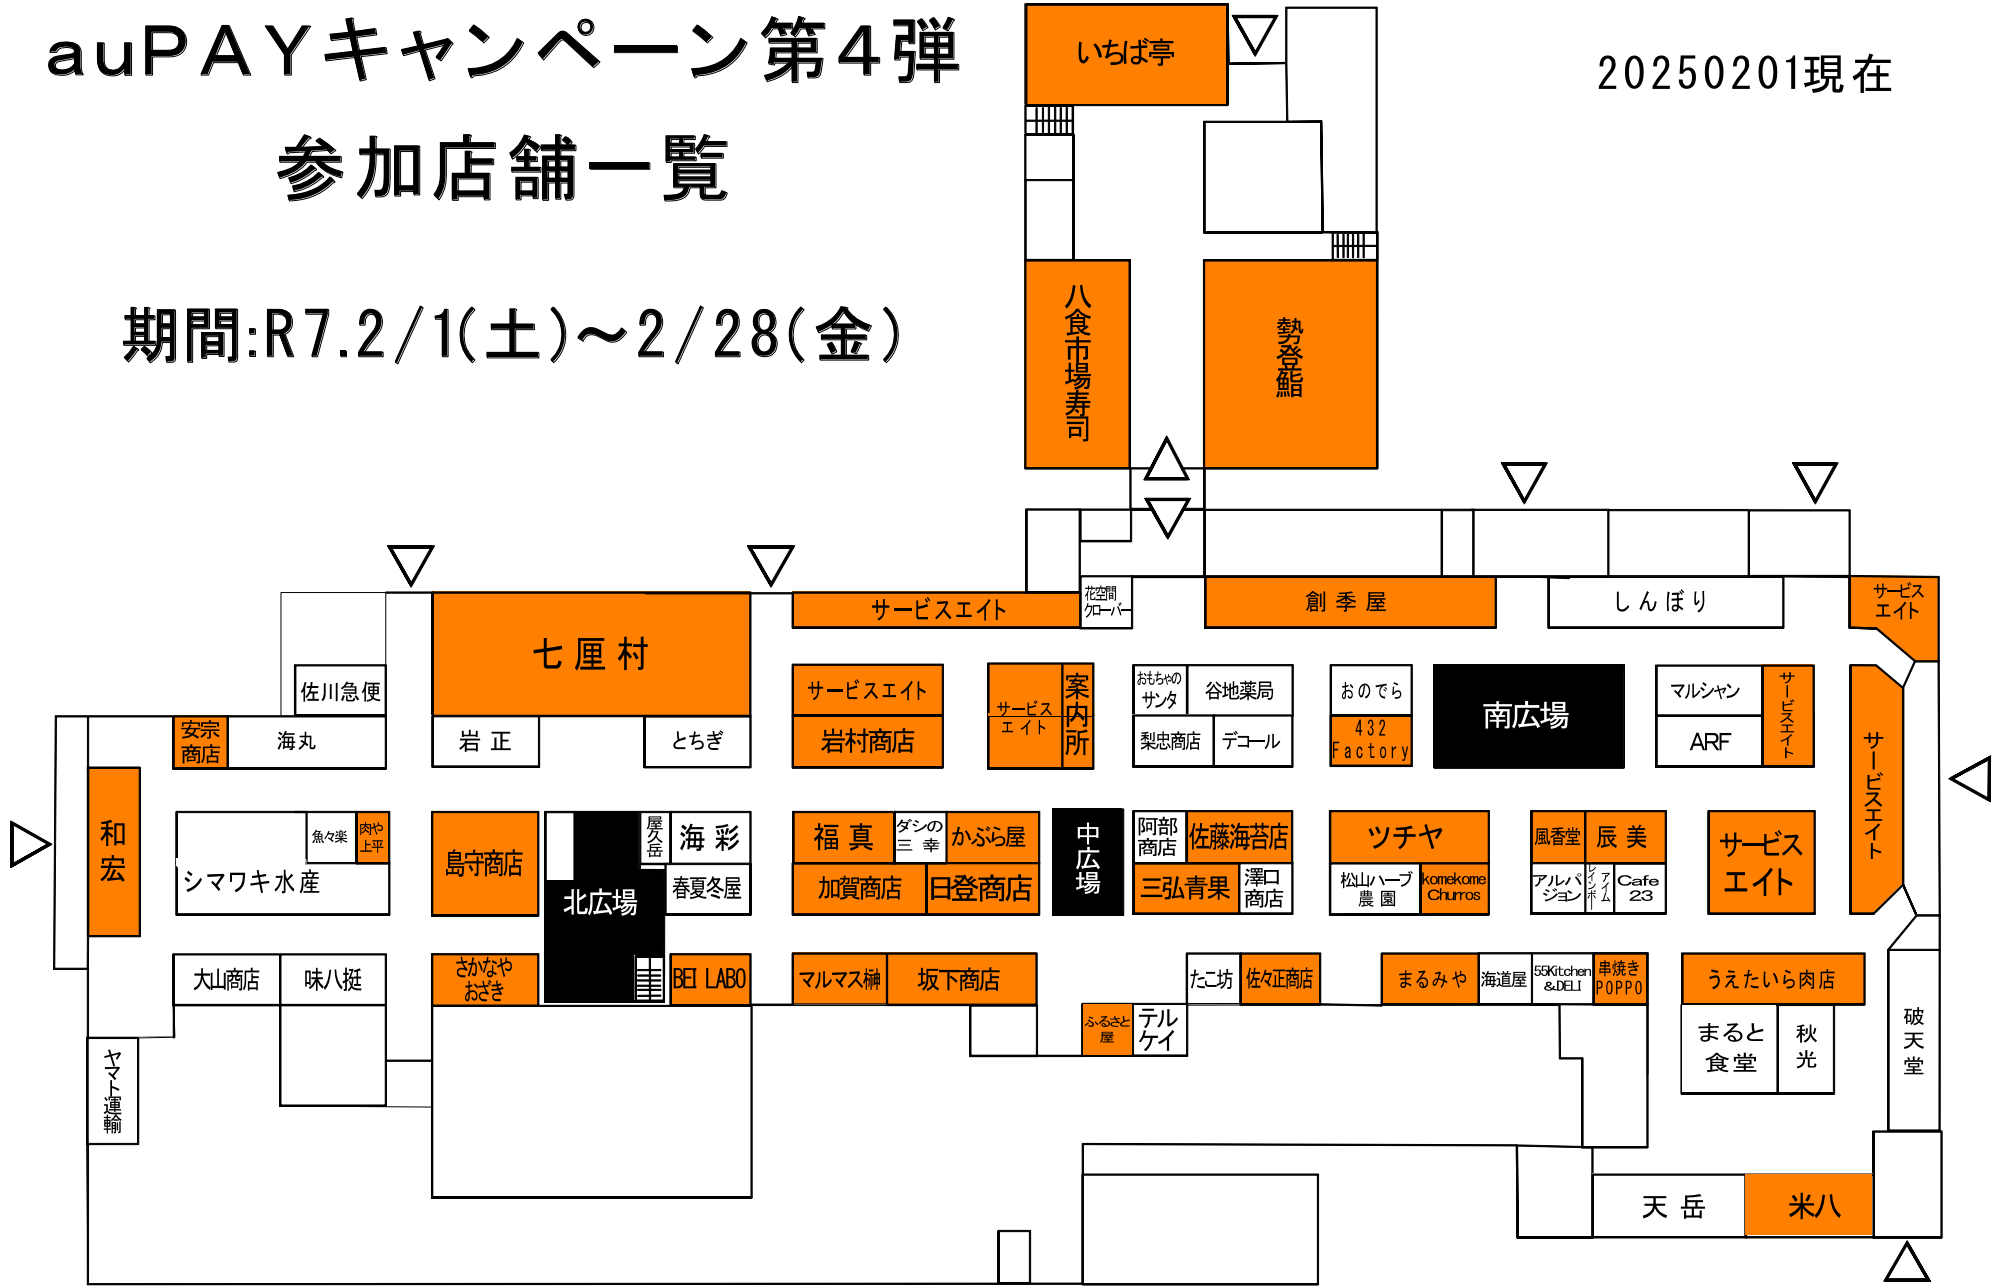 auPAYキャンペーン第4弾
参加店舗一覧
20250201現在
期間:R7.2/1(土)～2/28(金)
いちば亭
八食市場寿司
勢登鮨
七厘村
サービスエイト
花空間
クローバー
創季屋
しんぼり
サービス
エイト
佐川急便
安宗
商店
海丸
岩正
とちぎ
サービスエイト
岩村商店
サービス
エイト
案内所
おもちゃの
サンタ
谷地薬局
梨忠商店
デコール
おのでら
432
Factory
南広場
マルシャン
ARF
サービスエイト
サービスエイト
和宏
シマワキ水産
魚々楽
肉や
上平
島守商店
北広場
屋久岳
海彩
春夏冬屋
福真
ダシの
三幸
かぶら屋
加賀商店
日登商店
中広場
阿部
商店
佐藤海苔店
三弘青果
澤口
商店
ツチヤ
松山ハーブ
農園
komekome
Churros
風香堂
辰美
アルパ
ジョン
レインボー
アイム
Cafe
23
サービス
エイト
大山商店
味八挺
さかなや
おざき
BEI LABO
マルマス榊
坂下商店
たこ坊
佐々正商店
ふるさと
屋
テル
ケイ
まるみや
海道屋
55Kitchen
&DELI
串焼き
POPPO
うえたいら肉店
まると
食堂
秋光
破天堂
ヤマト運輸
天岳
米八